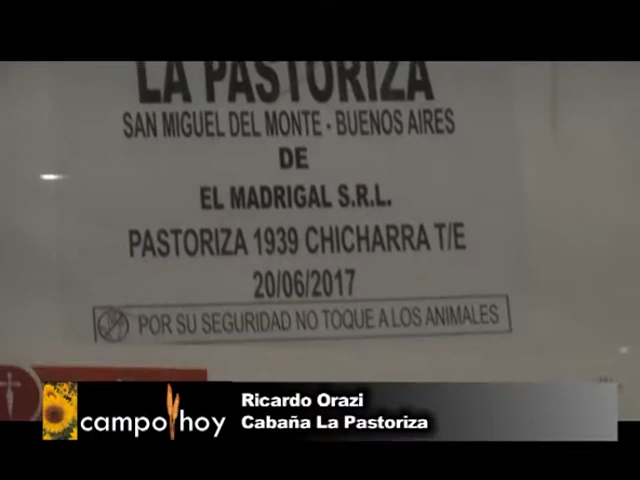 LA PASTORIZA
SAN MIGUEL DEL MONTE - BUENOS AIRES
DE
EL MADRIGAL S.R.L.
PASTORIZA 1939 CHICHARRA T/E
20/06/2017
POR SU SEGURIDAD NO TOQUE A LOS ANIMALES
campo hoy
Ricardo Orazi
Cabaña La Pastoriza